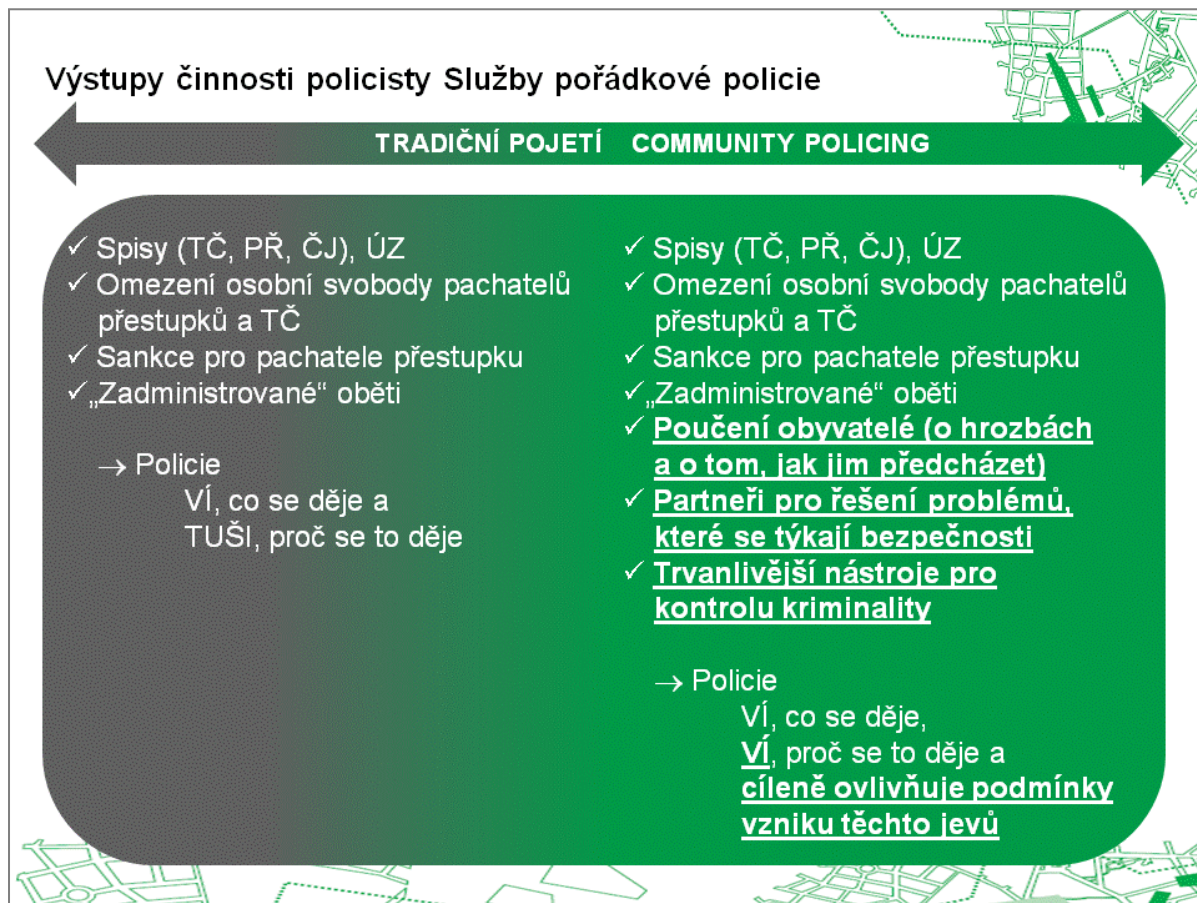 Výstupy činnosti policisty Služby pořádkové policie
TRADIČNÍ POJETÍ COMMUNITY POLICING
✓ Spisy (TČ, PŘ, ČJ), ÚZ
✓ Omezení osobní svobody pachatelů
přestupků a TČ
✓ Sankce pro pachatele přestupku
✓ „Zadministrované“ oběti
→ Policie
VÍ, co se děje a
TUŠI, proč se to děje
✓ Spisy (TČ, PŘ, ČJ), ÚZ
✓ Omezení osobní svobody pachatelů
přestupků a TČ
✓ Sankce pro pachatele přestupku
✓ „Zadministrované“ oběti
✓ Poučení obyvatelé (o hrozbách
a o tom, jak jim předcházet)
✓ Partneři pro řešení problémů,
které se týkají bezpečnosti
✓ Trvanlivější nástroje pro
kontrolu kriminality
→ Policie
VÍ, co se děje,
VÍ, proč se to děje a
cíleně ovlivňuje podmínky
vzniku těchto jevů